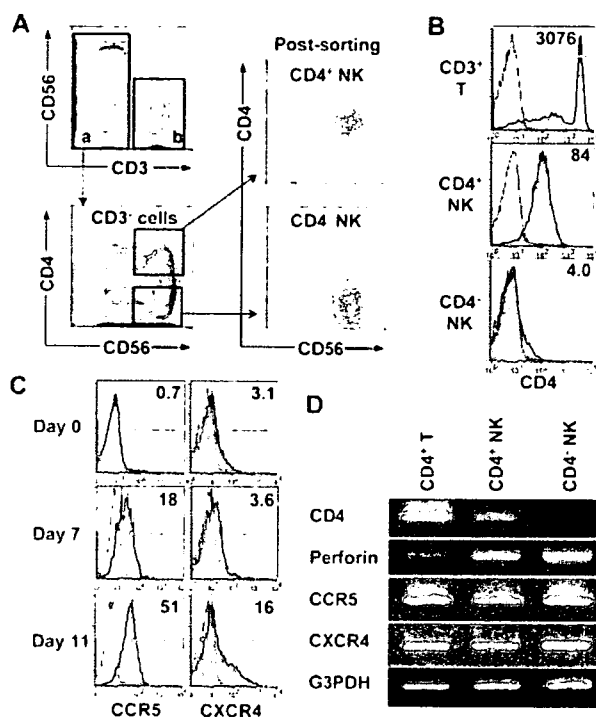 A
CD56
a
b
CD3
CD3- cells
CD4
CD56
Post-sorting
CD4+ NK
CD4
CD4- NK
CD56
B
CD3+
T
3076
CD4+
NK
84
CD4-
NK
4.0
CD4
C
Day 0
0.7
3.1
Day 7
18
3.6
Day 11
51
16
CCR5
CXCR4
D
CD4+ T
CD4+ NK
CD4- NK
CD4
Perforin
CCR5
CXCR4
G3PDH